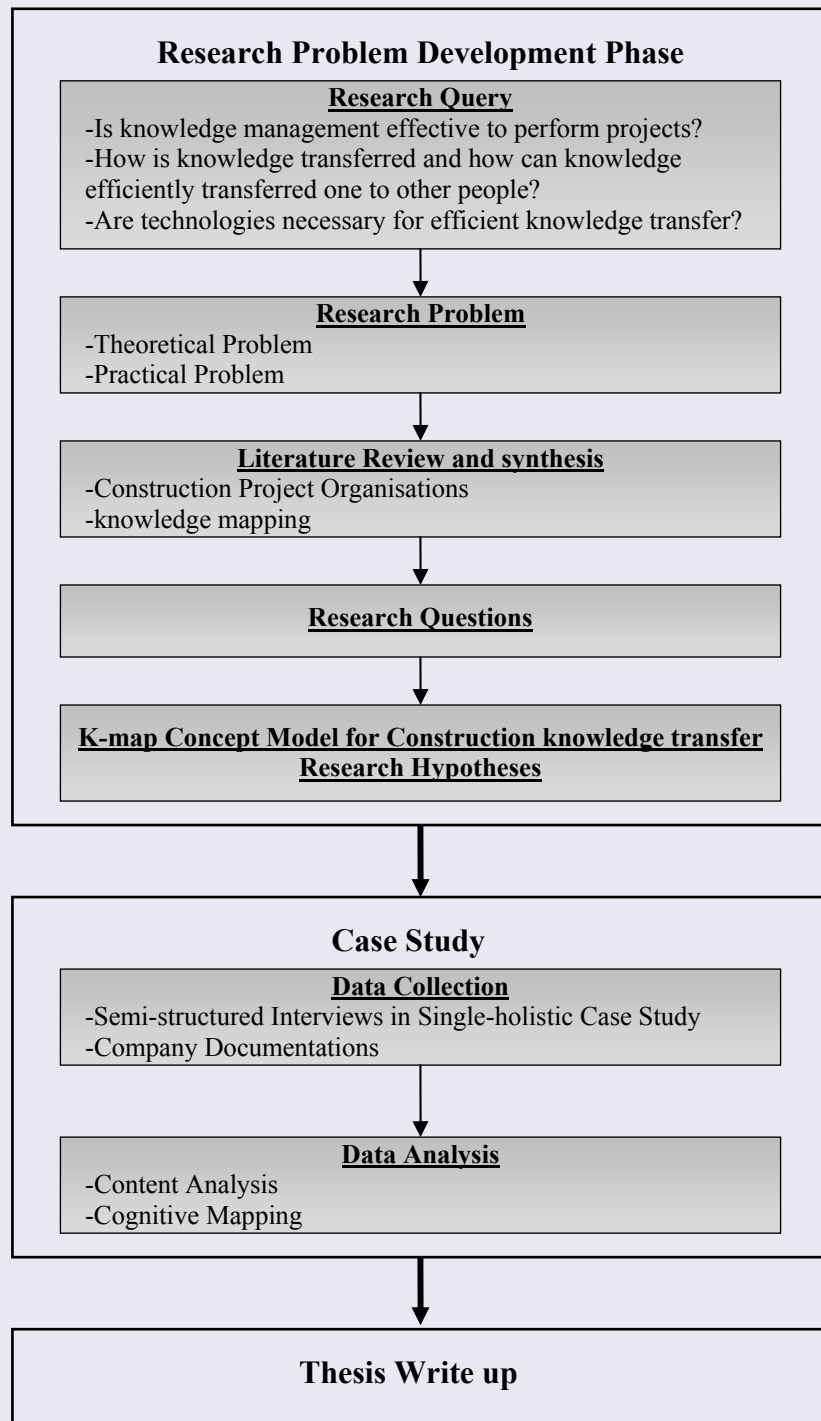 Research Problem Development Phase
Research Query
-Is knowledge management effective to perform projects?
-How is knowledge transferred and how can knowledge
efficiently transferred one to other people?
-Are technologies necessary for efficient knowledge transfer?
Research Problem
-Theoretical Problem
-Practical Problem
Literature Review and synthesis
-Construction Project Organisations
-knowledge mapping
Research Questions
K-map Concept Model for Construction knowledge transfer
Research Hypotheses
Case Study
Data Collection
-Semi-structured Interviews in Single-holistic Case Study
-Company Documentations
Data Analysis
-Content Analysis
-Cognitive Mapping
Thesis Write up